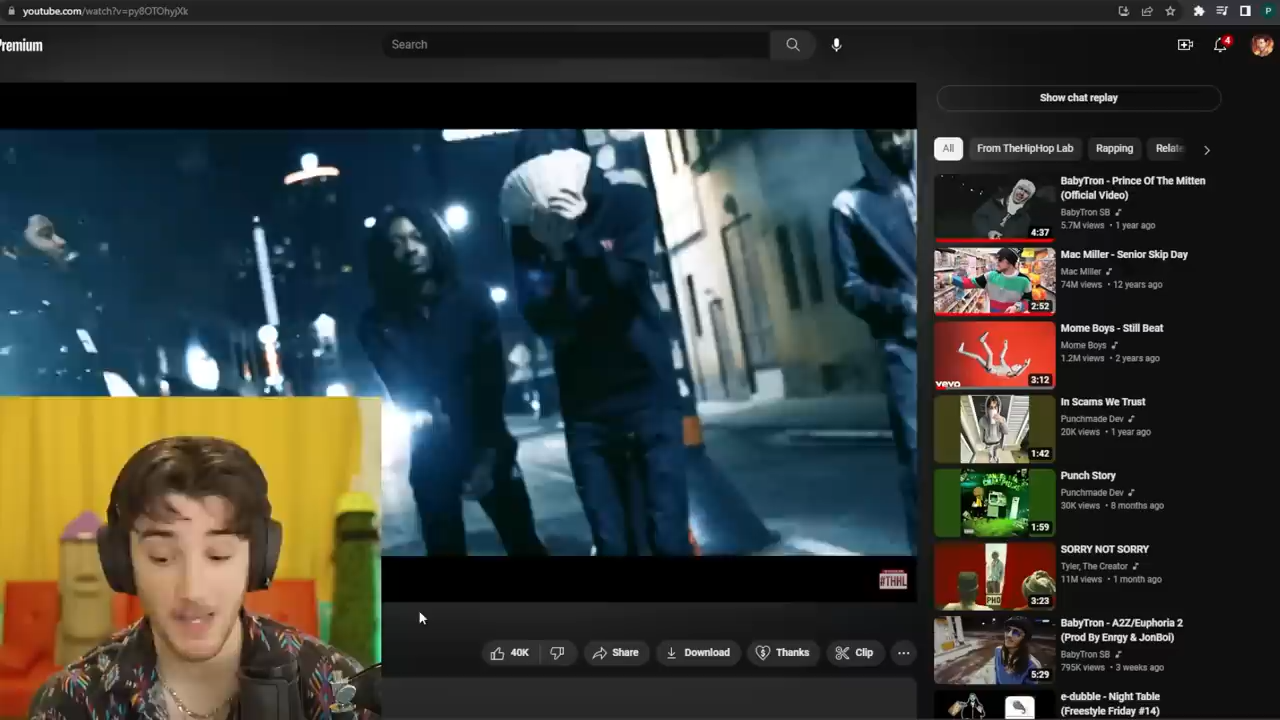 youtube.com/watch?v=py8OTOhyjXk
P
Premium
Search
4
Show chat replay
All
From TheHipHop Lab
Rapping
Relate
BabyTron - Prince Of The Mitten
(Official Video)
BabyTron SB
5.7M views • 1 year ago
4:37
Mac Miller - Senior Skip Day
Mac Miller
74M views • 12 years ago
2:52
Mome Boys - Still Beat
Mome Boys
1.2M views • 2 years ago
vevo
3:12
In Scams We Trust
Punchmade Dev
20K views • 1 year ago
1:42
Punch Story
Punchmade Dev
30K views • 8 months ago
1:59
SORRY NOT SORRY
Tyler, The Creator
11M views • 1 month ago
PHD
3:23
BabyTron - A2Z/Euphoria 2
(Prod By Enrgy & JonBoi)
BabyTron SB
795K views • 3 weeks ago
5:29
e-dubble - Night Table
(Freestyle Friday #14)
#THHL
40K
Share
Download
Thanks
Clip